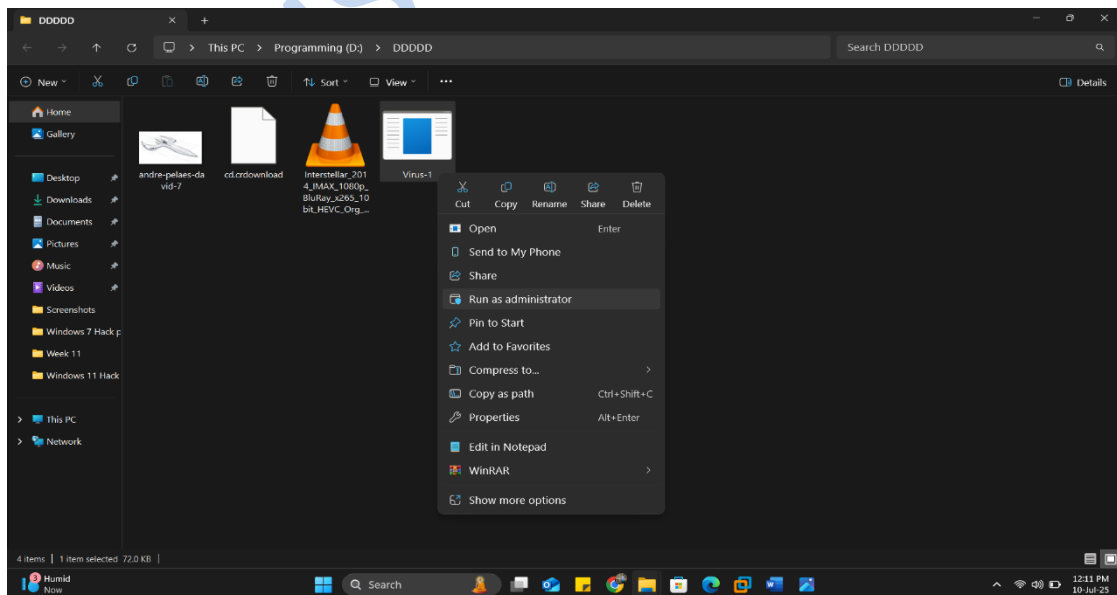 DDDDD
This PC > Programming (D:) > DDDDD
Search DDDDD
New
Sort
View
Details
Home
Gallery
Desktop
Downloads
Documents
Pictures
Music
Videos
Screenshots
Windows 7 Hack p
Week 11
Windows 11 Hack
This PC
Network
andre-pelaes-da
vid-7
cd.crdownload
Interstellar_201
4_IMAX_1080p_
BluRay_x265_10
bit_HEVC_Org_...
Virus-1
Cut Copy Rename Share Delete
Open Enter
Send to My Phone
Share
Run as administrator
Pin to Start
Add to Favorites
Compress to...
Copy as path Ctrl+Shift+C
Properties Alt+Enter
Edit in Notepad
WinRAR
Show more options
4 items | 1 item selected 72.0 KB |
3
Humid
Now
Search
12:11 PM
10-Jul-25